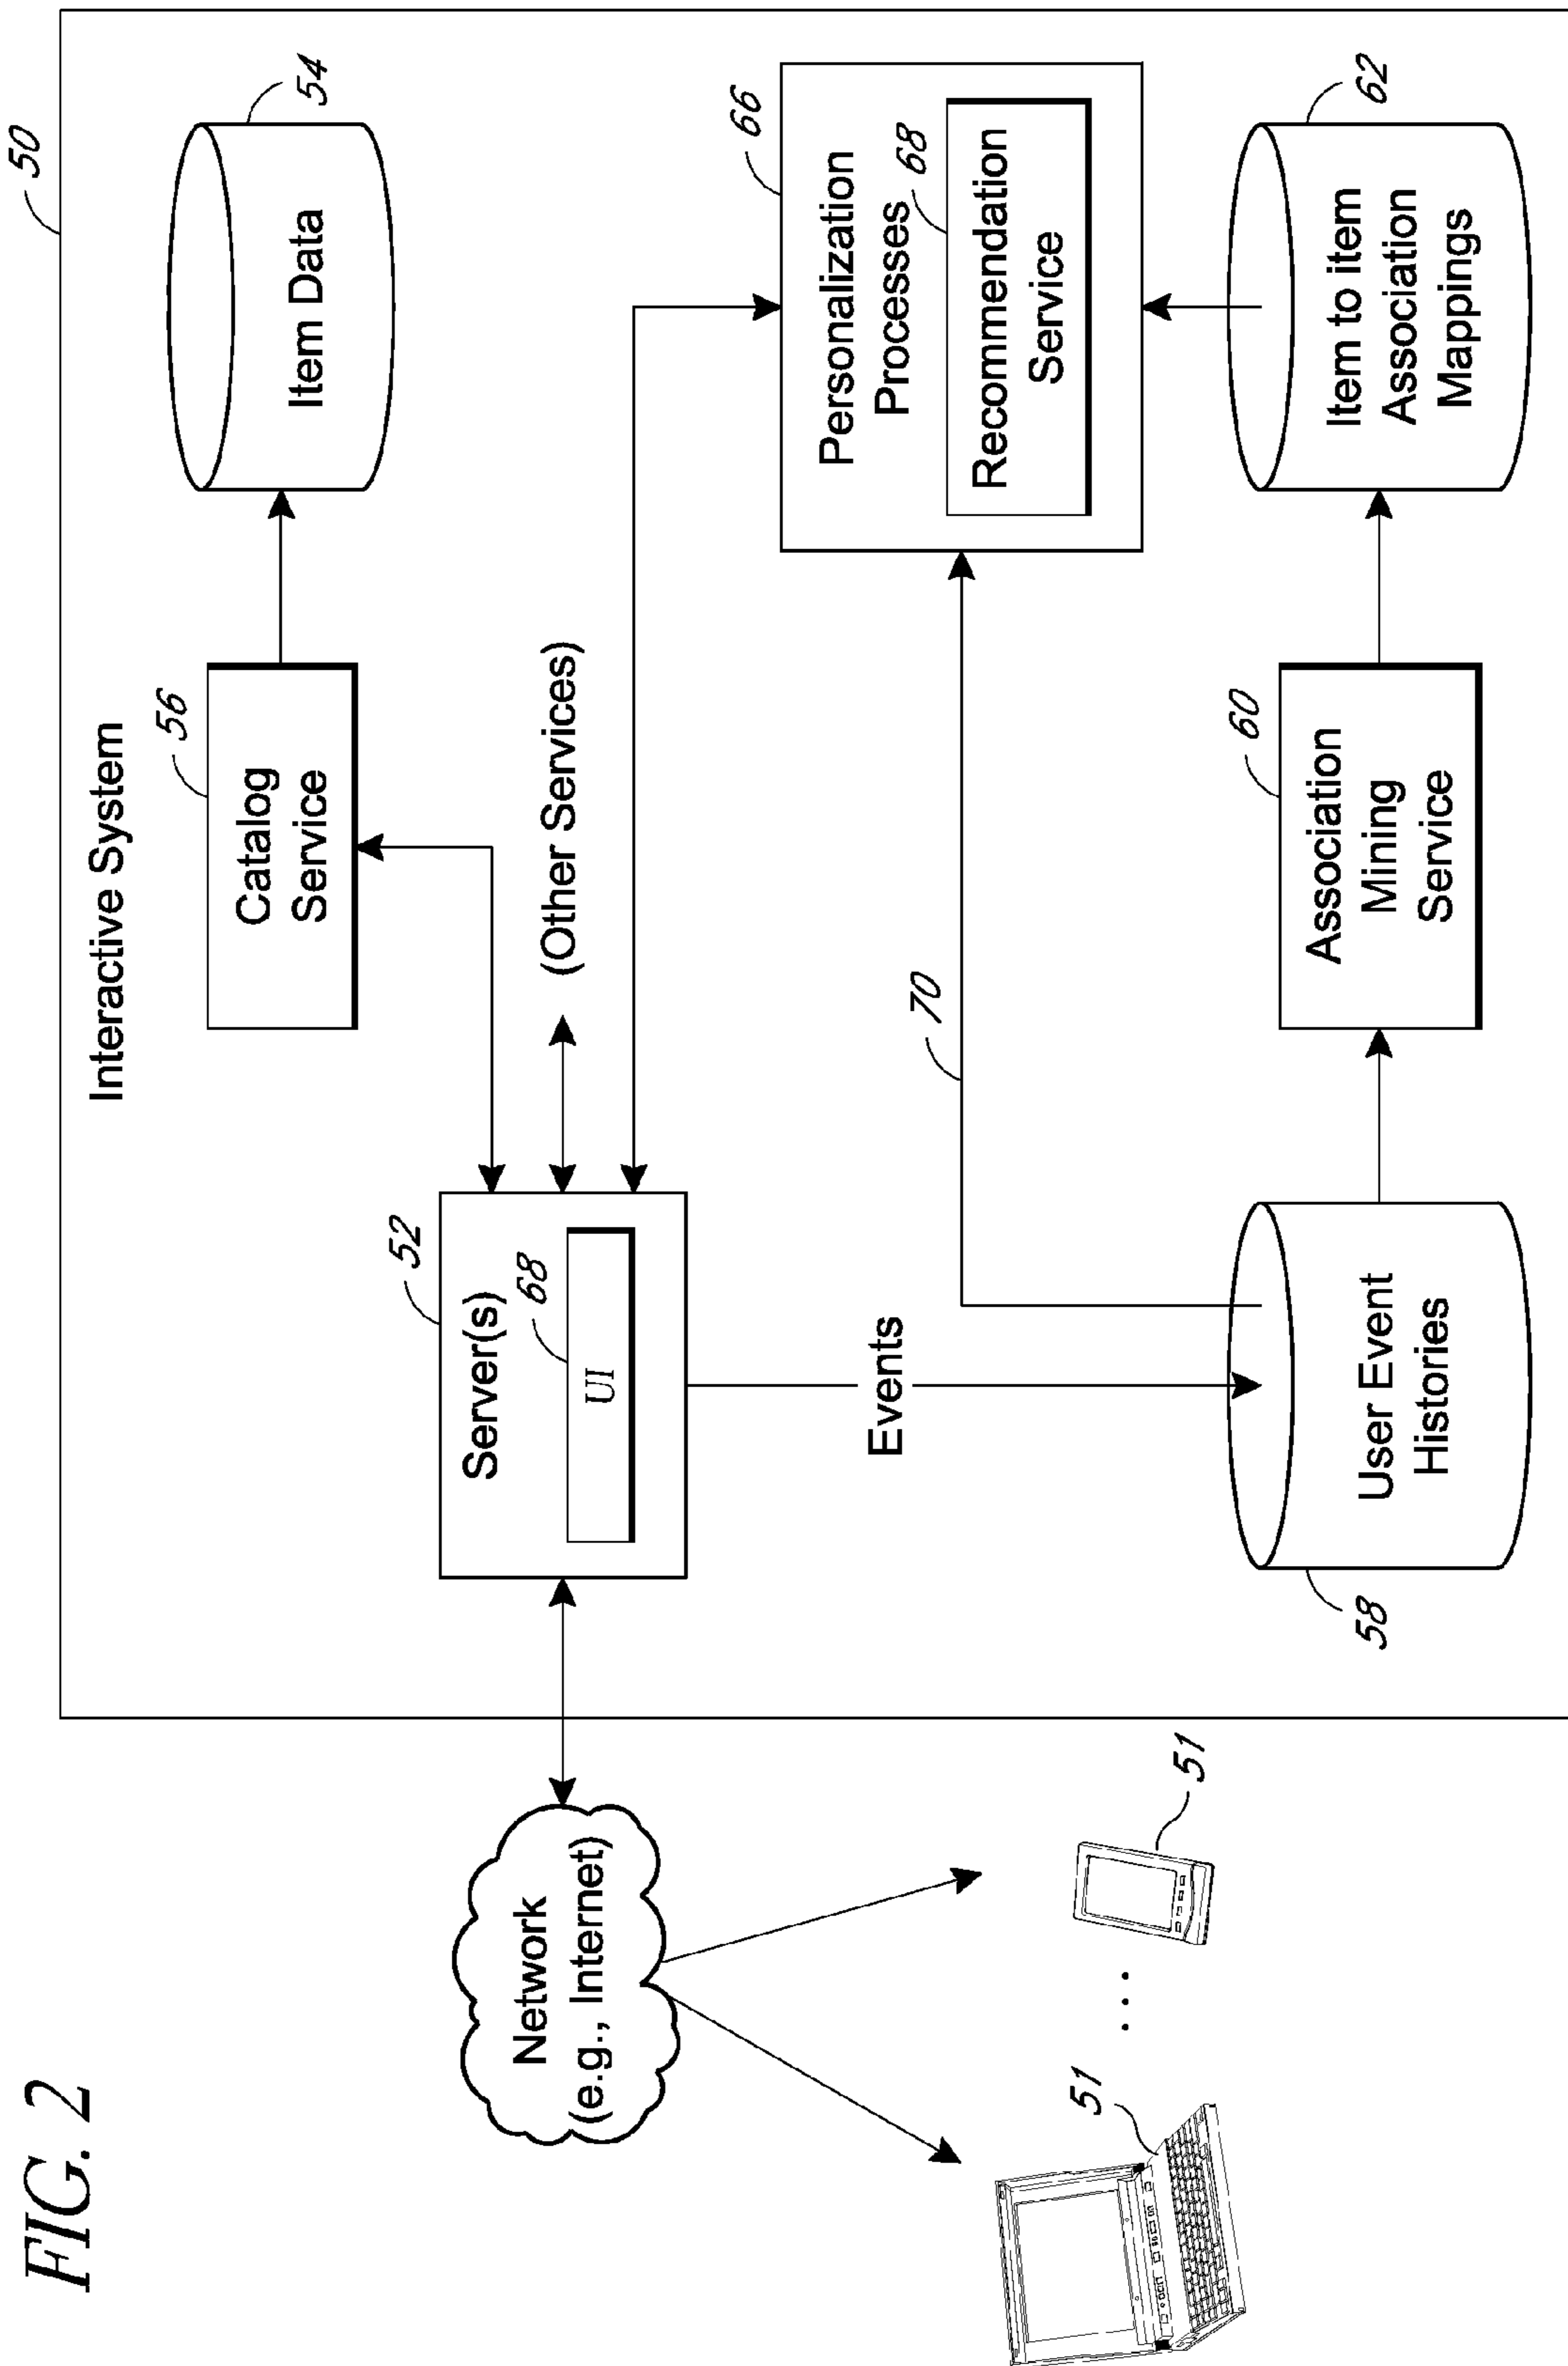 FIG. 2
50
Interactive System
56
Catalog
Service
54
Item Data
52
Server(s)
68
UI
(Other Services)
Network
(e.g., Internet)
Events
70
66
Personalization
Processes
68
Recommendation
Service
51
51
58
User Event
Histories
60
Association
Mining
Service
62
Item to item
Association
Mappings